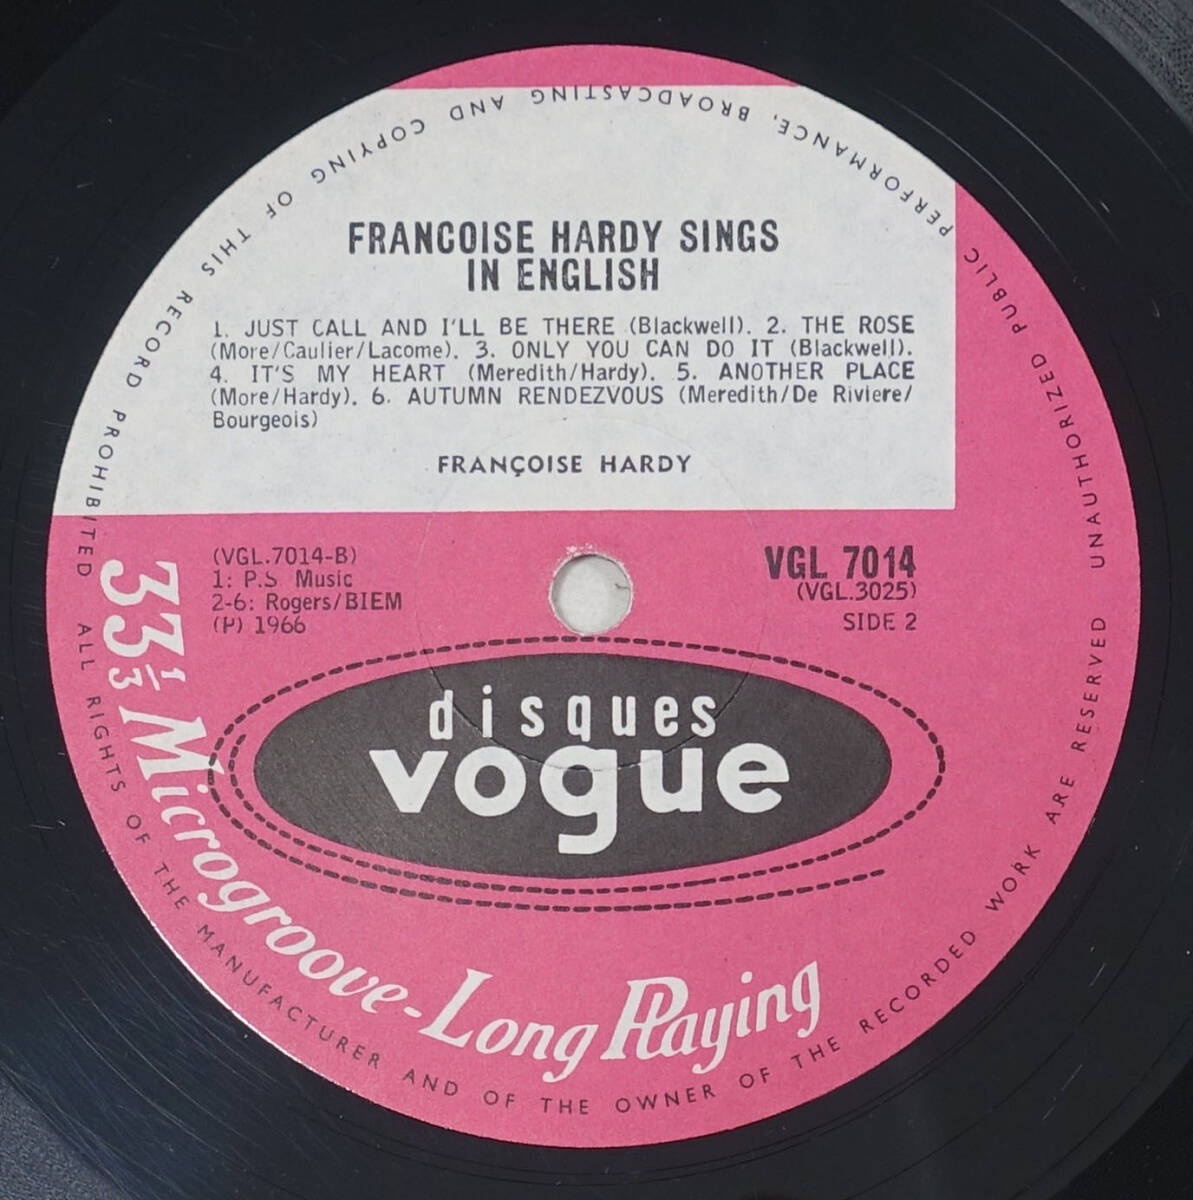 FRANCOISE HARDY SINGS
IN ENGLISH
1. JUST CALL AND I'LL BE THERE (Blackwell). 2. THE ROSE
(More/Caulier/Lacome). 3. ONLY YOU CAN DO IT (Blackwell).
4. IT'S MY HEART (Meredith/Hardy). 5. ANOTHER PLACE
(More/Hardy). 6. AUTUMN RENDEZVOUS (Meredith/De Riviere/
Bourgeois)
FRANÇOISE HARDY
(VGL.7014-B)
1: P.S. Music
2-6: Rogers/BIEM
(P) 1966
VGL 7014
(VGL.3025)
SIDE 2
disques
vogue
33 1/3 Microgroove-Long Playing
ALL RIGHTS OF THE MANUFACTURER AND OF THE OWNER OF THE RECORDED WORK ARE RESERVED UNAUTHORIZED PUBLIC PERFORMANCE, BROADCASTING AND COPYING OF THIS RECORD PROHIBITED